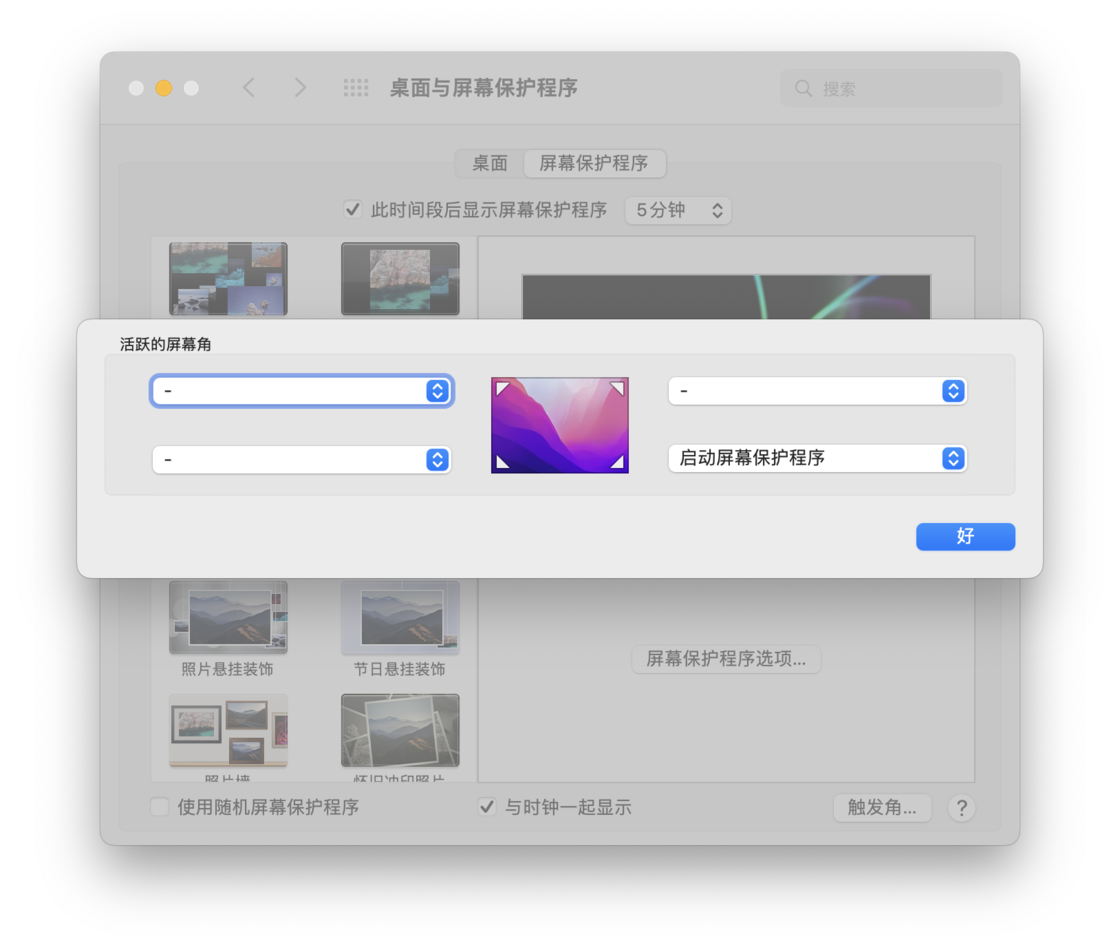 桌面与屏幕保护程序
搜索
桌面
屏幕保护程序
此时间段后显示屏幕保护程序
5分钟
活跃的屏幕角
-
-
-
启动屏幕保护程序
好
照片悬挂装饰
节日悬挂装饰
屏幕保护程序选项...
照片墙
怀旧冲印照片
使用随机屏幕保护程序
与时钟一起显示
触发角...
?